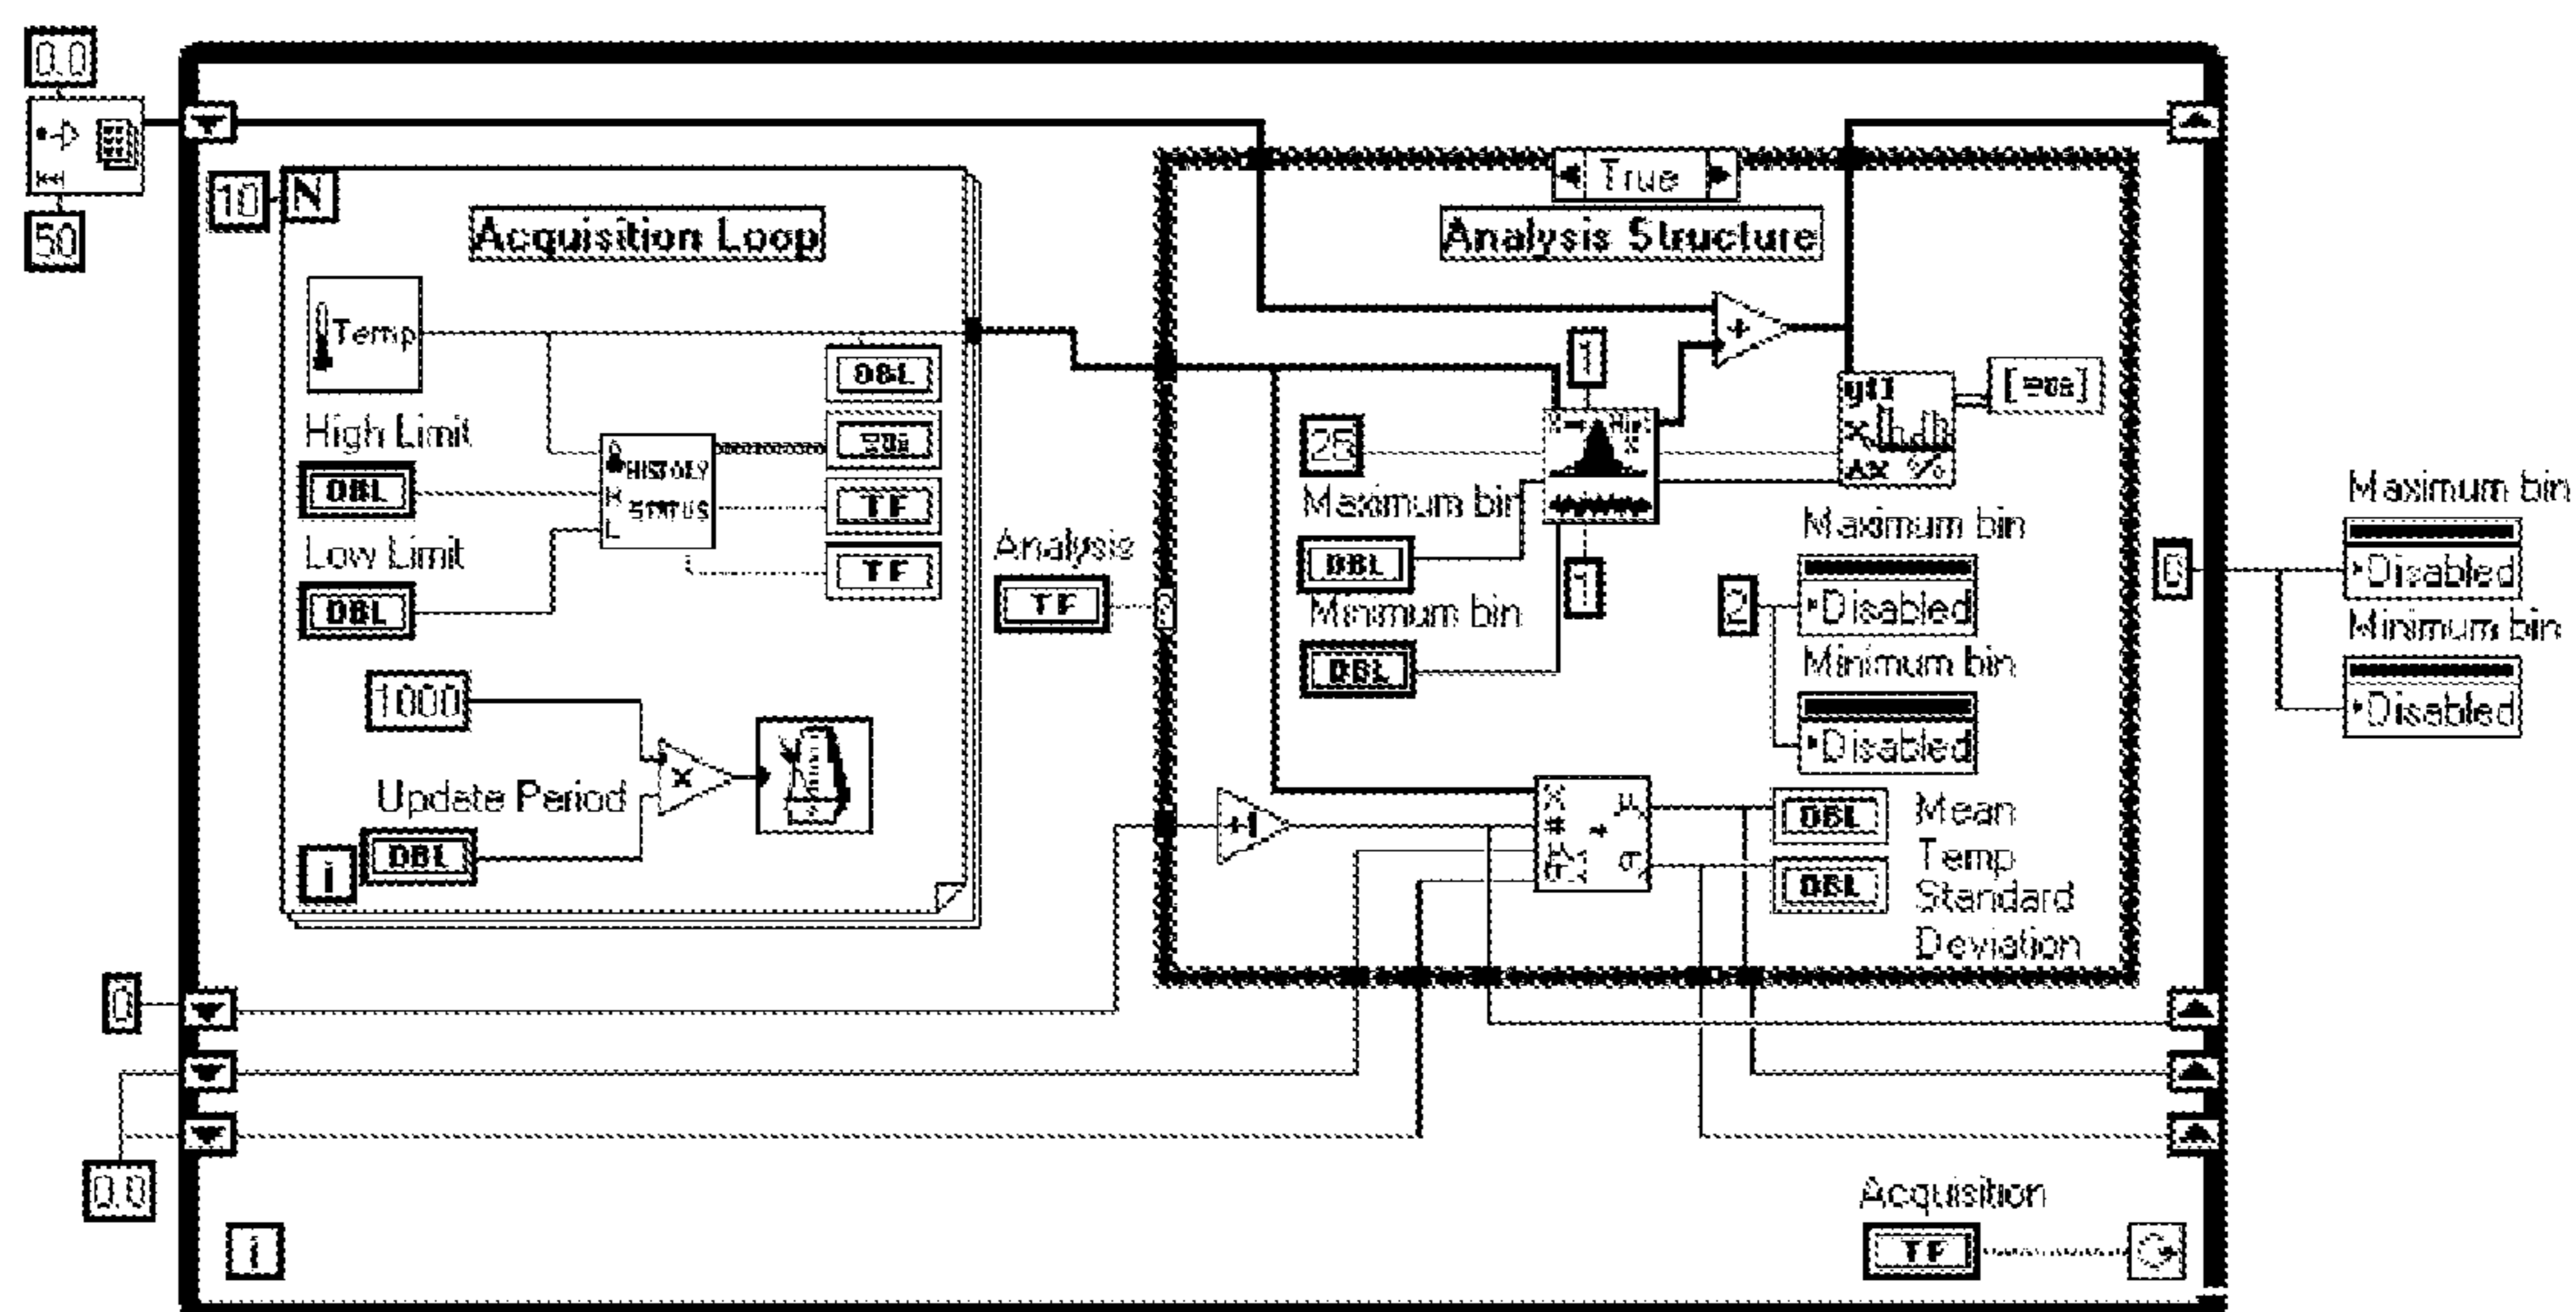 0.0
50
10
N
Acquisition Loop
Temp
High Limit
DBL
Low Limit
DBL
HISTORY
STATUS
H
L
DBL
TF
TF
1000
×
Update Period
DBL
i
Analysis
TF
?
True
Analysis Structure
+
1
25
Maximum bin
DBL
Minimum bin
DBL
1
2
Maximum bin
Disabled
Minimum bin
Disabled
+1
X
#
μ
σ
DBL
Mean
Temp
DBL
Standard
Deviation
0
Maximum bin
Disabled
Minimum bin
Disabled
0
0.0
i
Acquisition
TF